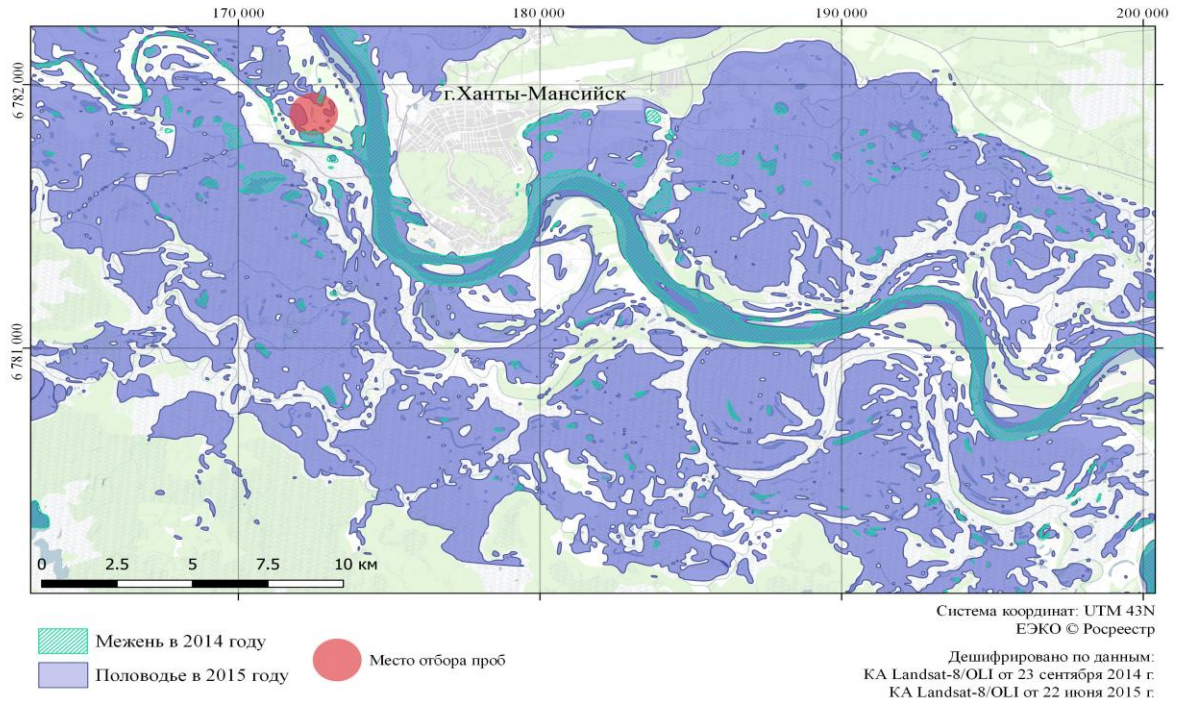 170 000
180 000
190 000
200 000
6 782 000
г.Ханты-Мансийск
6 781 000
0 2.5 5 7.5 10 км
Система координат: UTM 43N
ЕЭКО © Росреестр
Межень в 2014 году
Половодье в 2015 году
Место отбора проб
Дешифрировано по данным:
КА Landsat-8/OLI от 23 сентября 2014 г.
КА Landsat-8/OLI от 22 июня 2015 г.